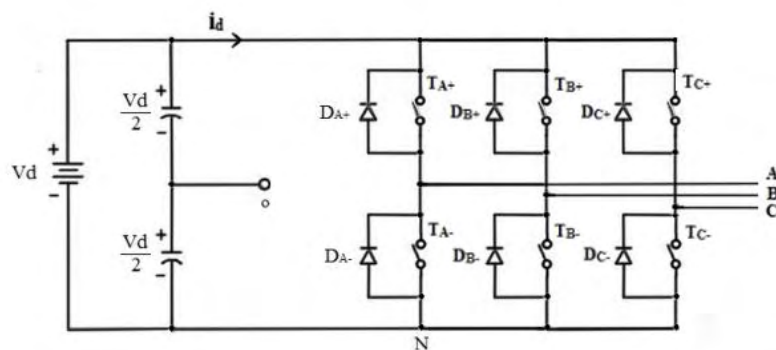 id
+
Vd/2
-
TA+
TB+
TC+
DA+
DB+
DC+
+
Vd
-
o
A
B
C
+
Vd/2
-
TA-
TB-
TC-
DA-
DB-
DC-
N